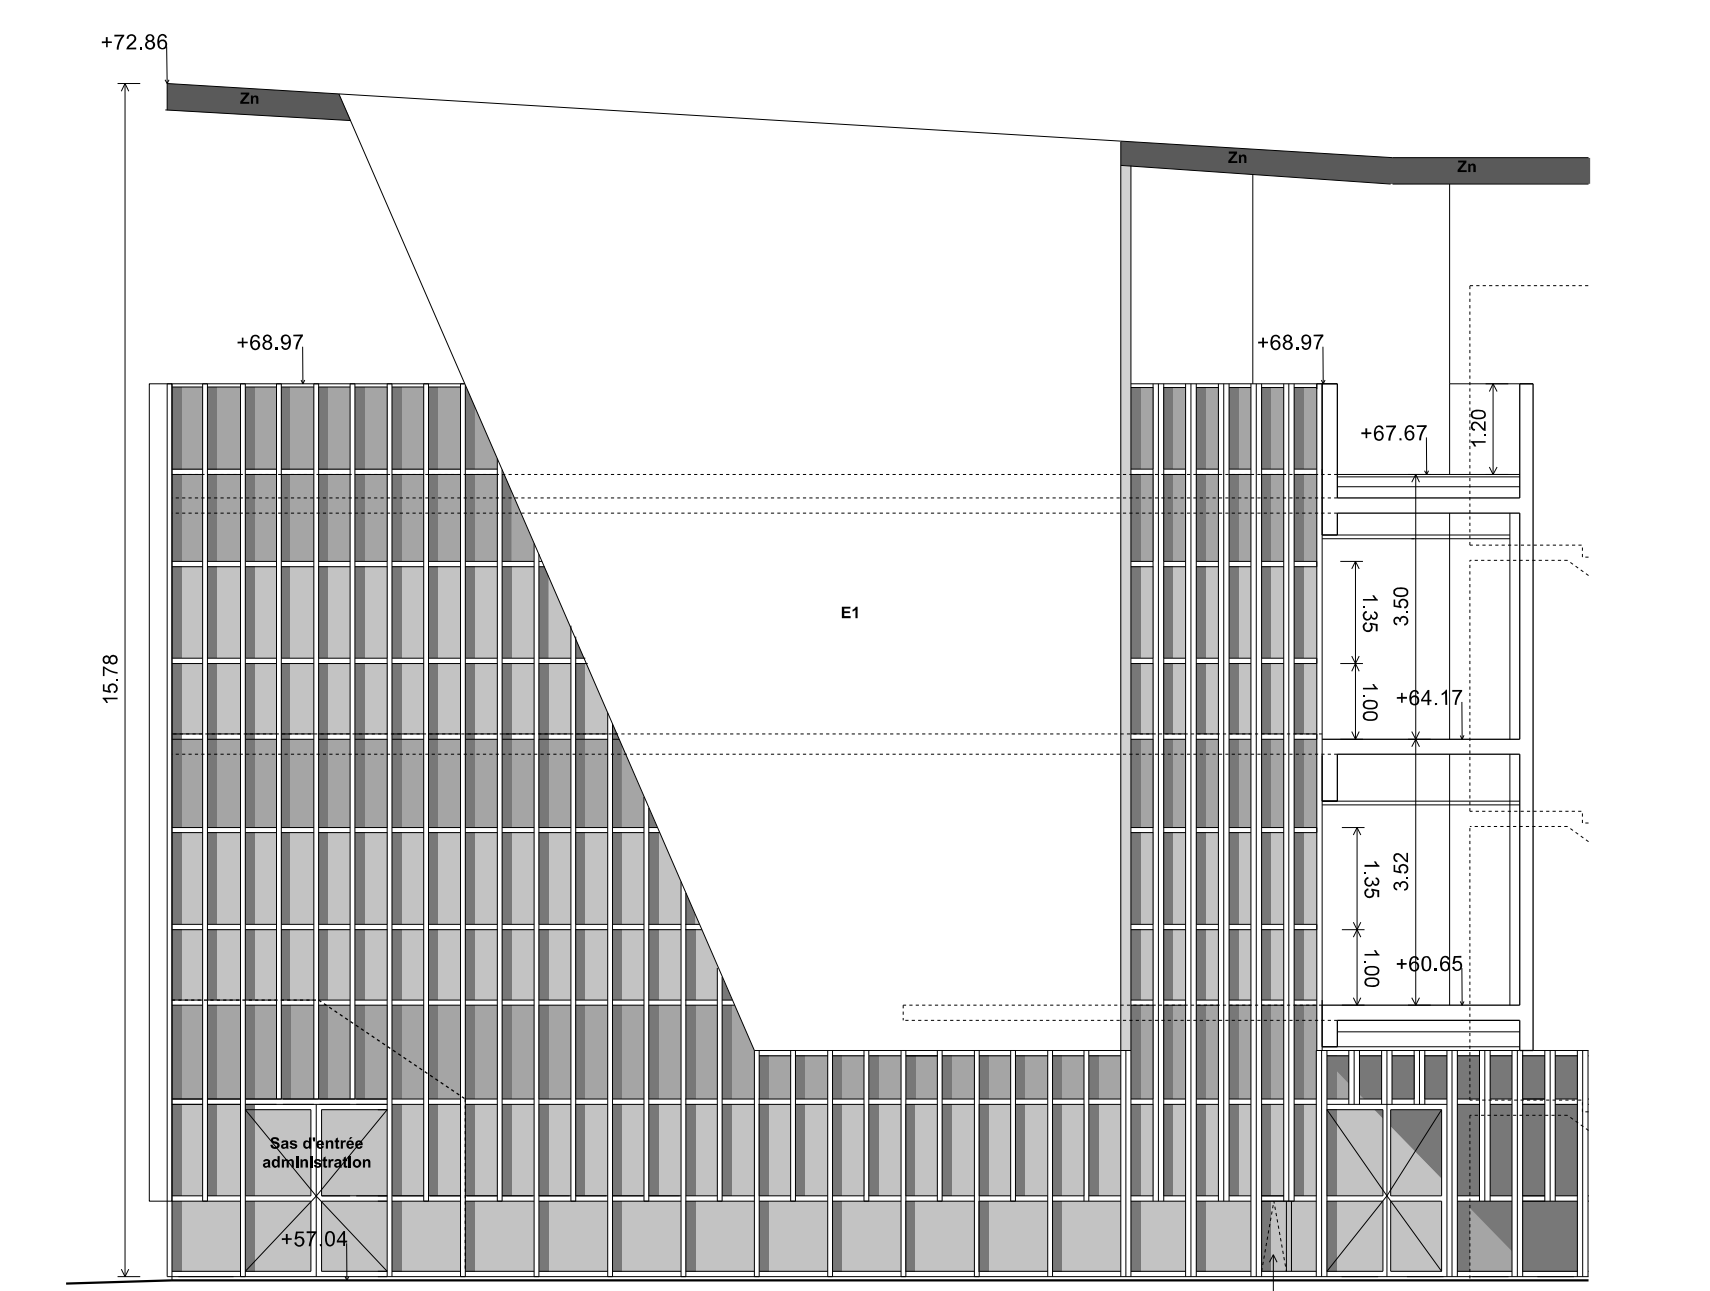 +72.86
Zn
Zn
Zn
+68.97
+68.97
+67.67
1.20
E1
1.35
3.50
1.00
+64.17
15.78
1.35
3.52
1.00
+60.65
Sas d'entrée
administration
+57.04